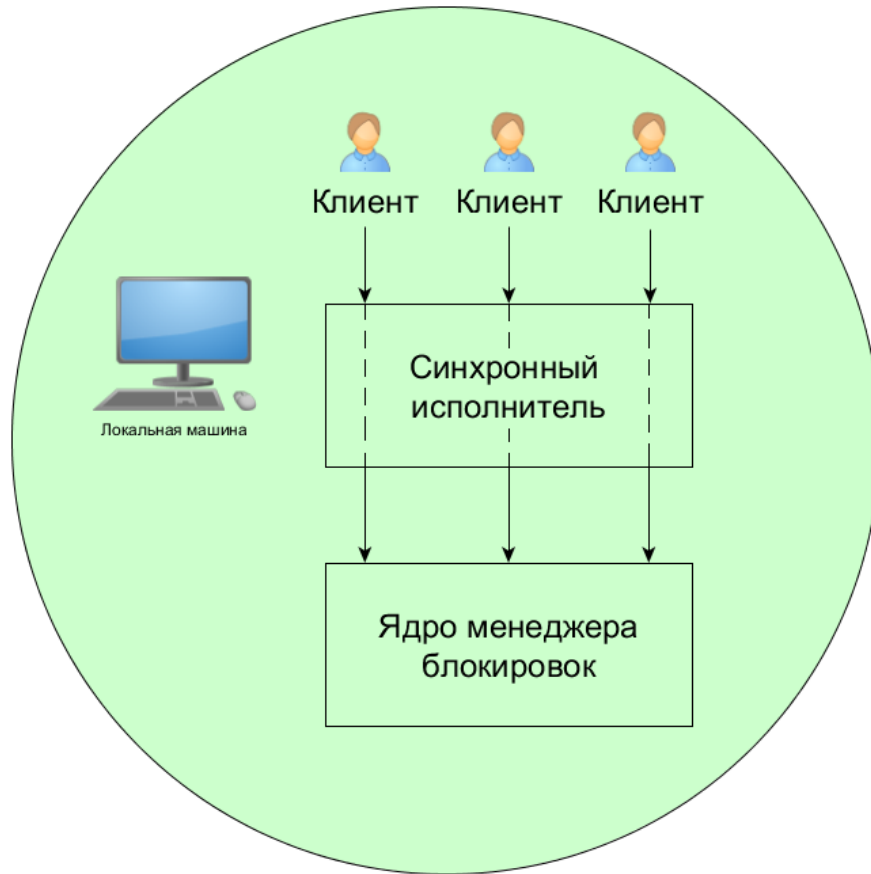 Клиент
Клиент
Клиент
Синхронный
исполнитель
Локальная машина
Ядро менеджера
блокировок